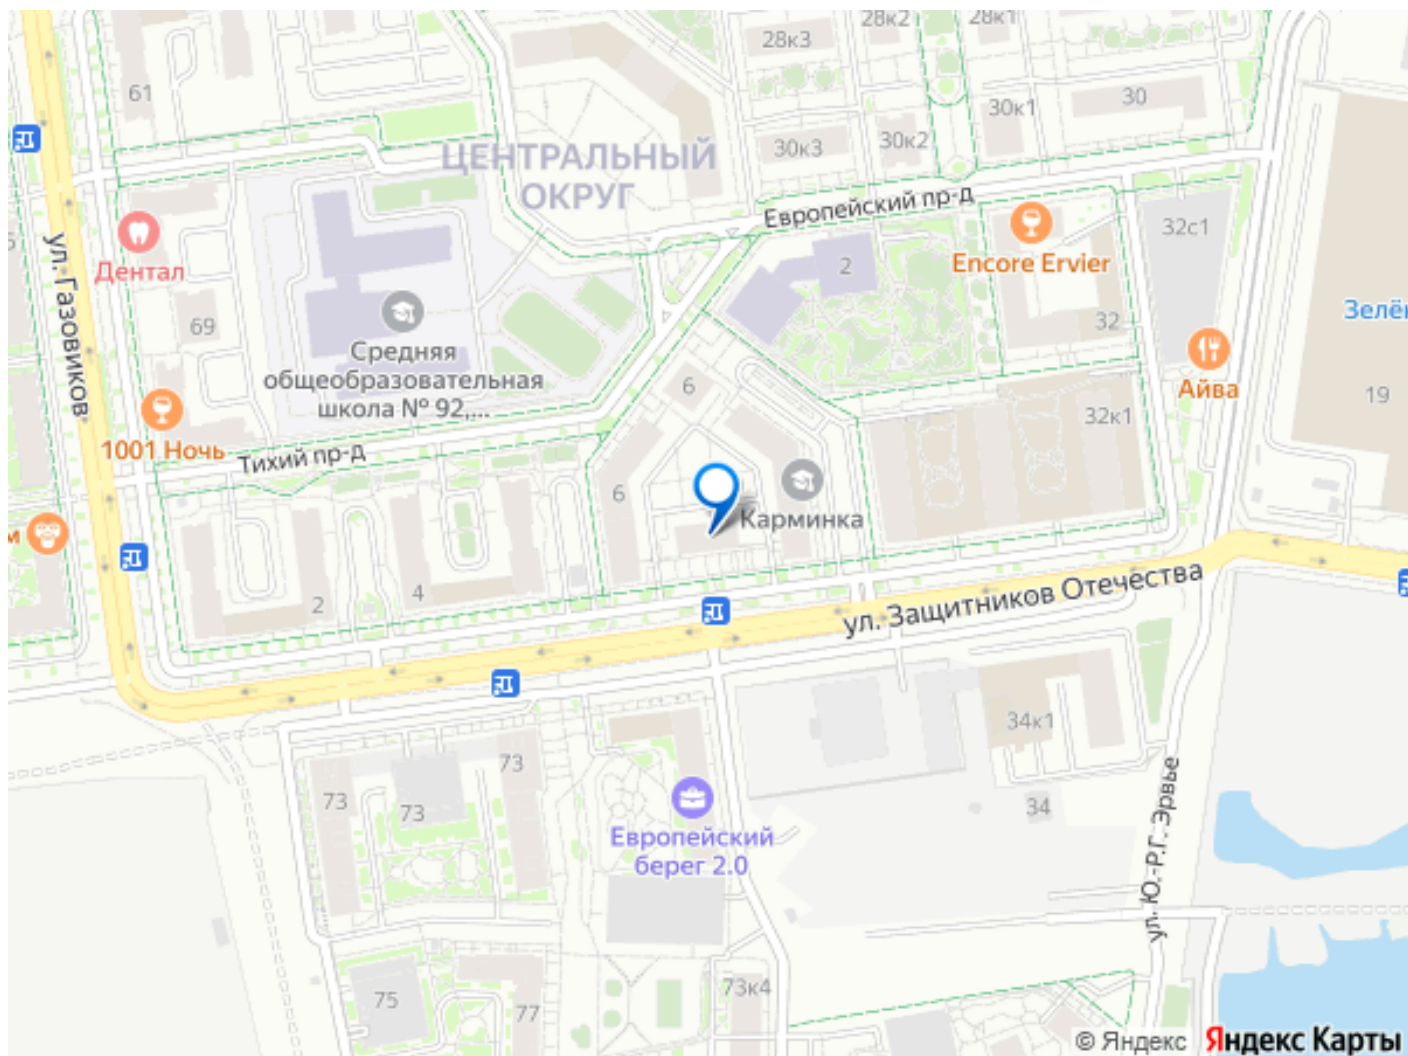 28к2
28к1
28к3
61
30
30к1
30к2
30к3
ЦЕНТРАЛЬНЫЙ
ОКРУГ
Европейский пр-д
32с1
ул. Газовиков
Дентал
2
Encore Ervier
69
Зелён
32
Средняя
общеобразовательная
школа № 92,...
6
Айва
19
32к1
1001 Ночь
Тихий пр-д
6
Карминка
м
2
4
ул. Защитников Отечества
34к1
73
73
73
34
Европейский
берег 2.0
ул. Ю.-Р.Г. Эрвье
75
77
73к4
© Яндекс
Яндекс Карты